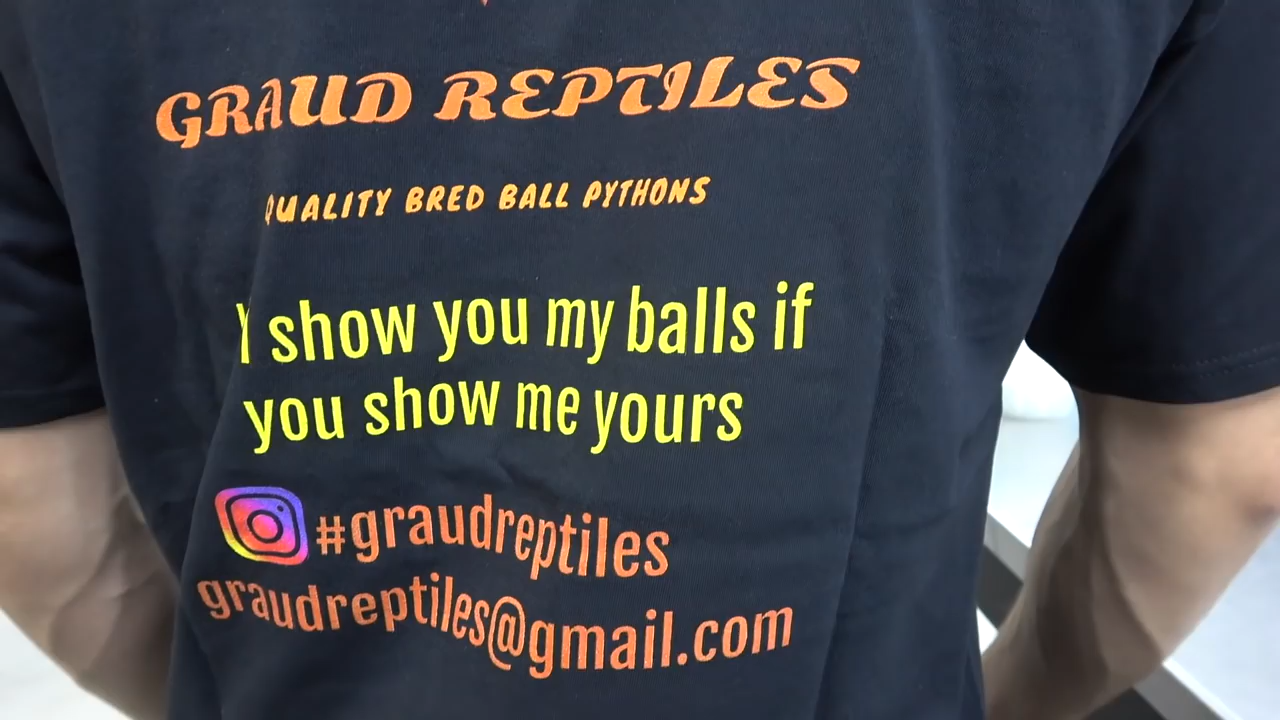 GRAUD REPTILES
QUALITY BRED BALL PYTHONS
I show you my balls if
you show me yours
#graudreptiles
graudreptiles@gmail.com